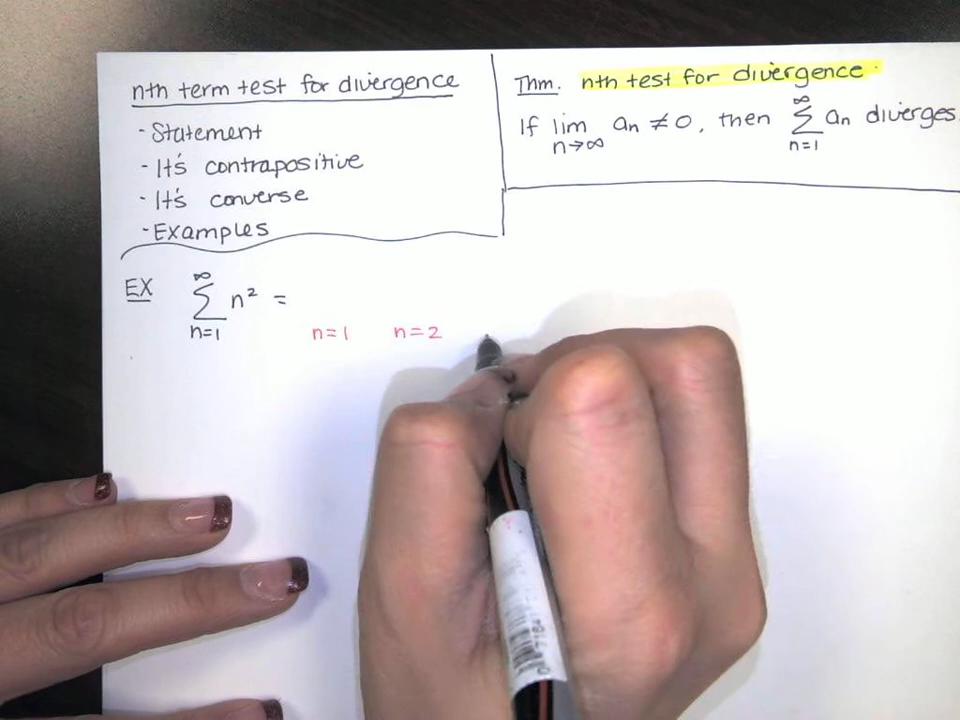 nth term test for divergence
- Statement
- It's contrapositive
- It's converse
- Examples
Thm. nth test for divergence.
If lim n→∞ an ≠ 0, then ∞ Σ n=1 an diverges.
EX ∞ Σ n=1 n² =
n=1 n=2